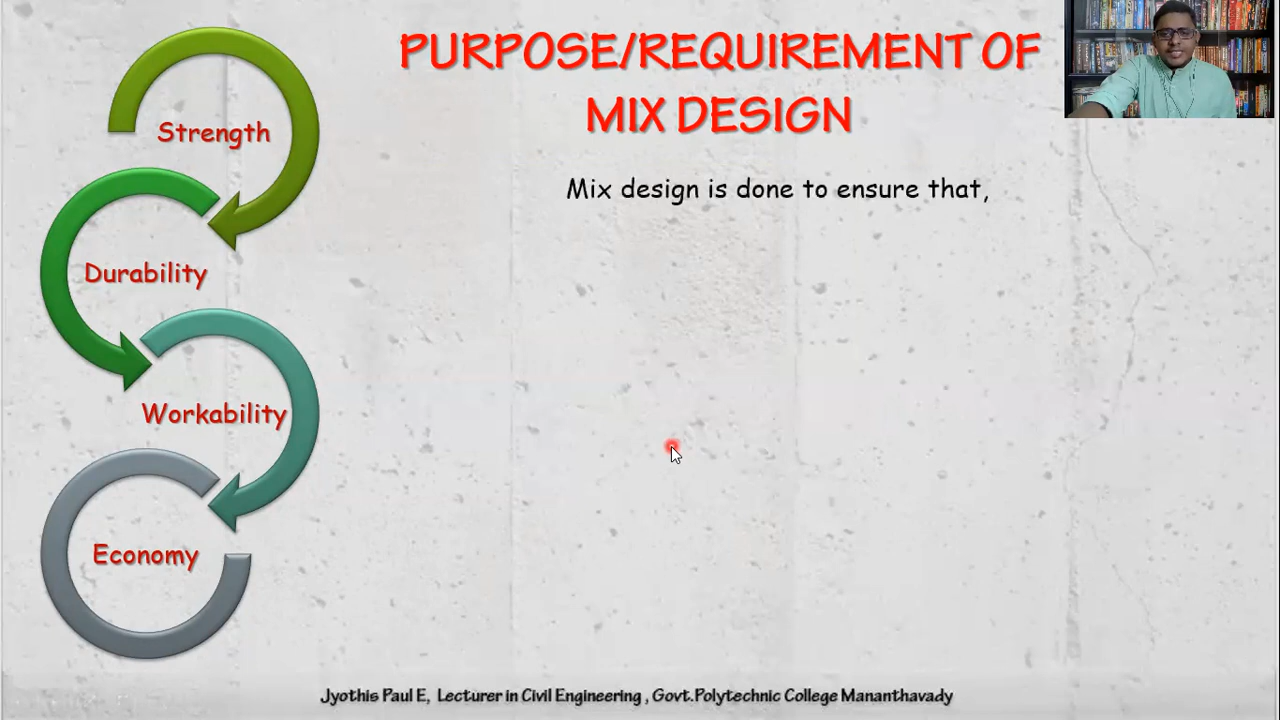 PURPOSE/REQUIREMENT OF
MIX DESIGN
Mix design is done to ensure that,
Strength
Durability
Workability
Economy
Jyothis Paul E, Lecturer in Civil Engineering , Govt.Polytechnic College Mananthavady